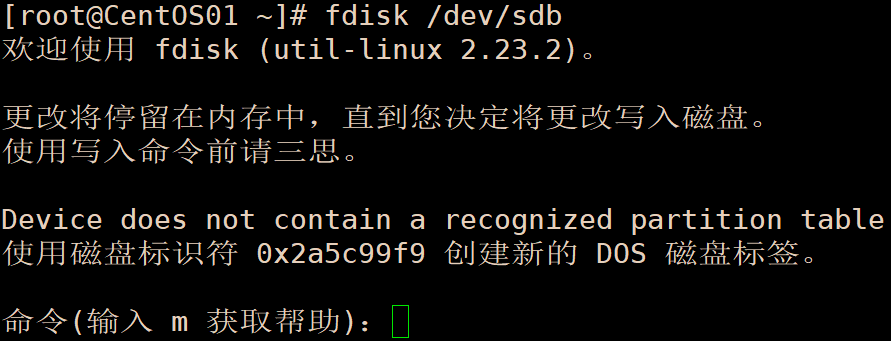 [root@CentOS01 ~]# fdisk /dev/sdb
欢迎使用 fdisk (util-linux 2.23.2)。
更改将停留在内存中，直到您决定将更改写入磁盘。
使用写入命令前请三思。
Device does not contain a recognized partition table
使用磁盘标识符 0x2a5c99f9 创建新的 DOS 磁盘标签。
命令(输入 m 获取帮助)：